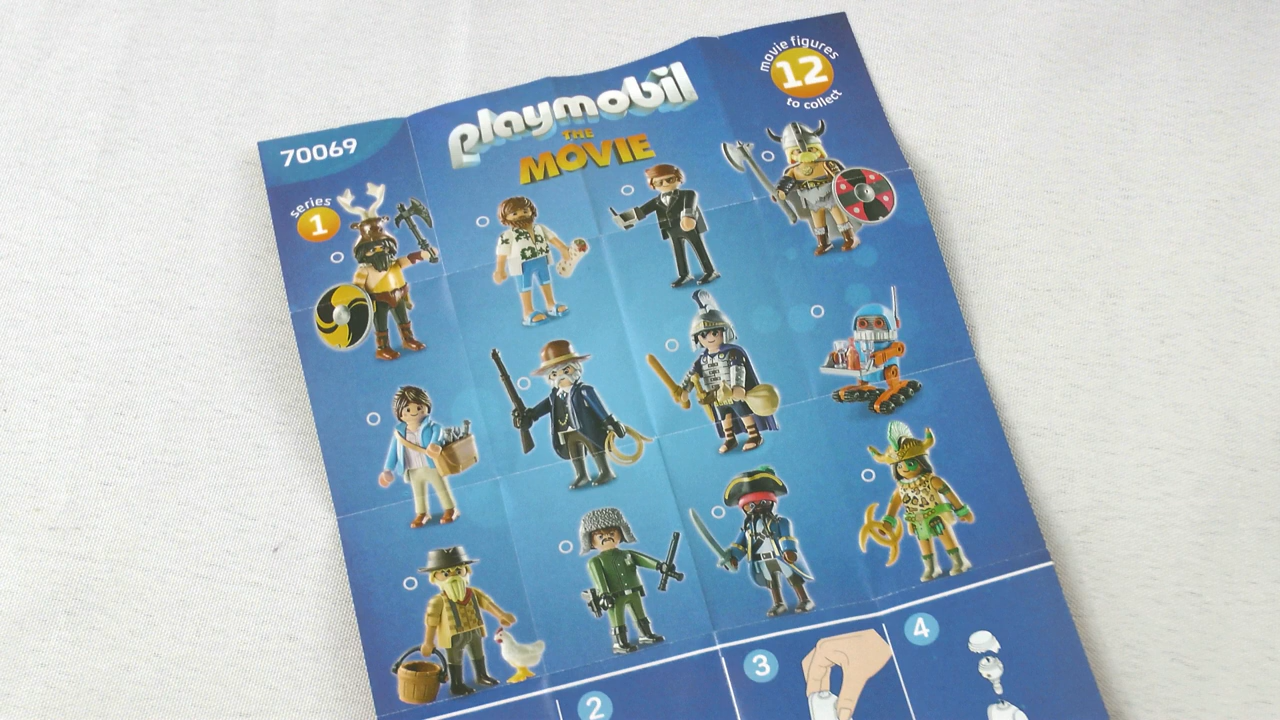 70069
playmobil
THE
MOVIE
movie figures
12
to collect
series
1
2
3
4